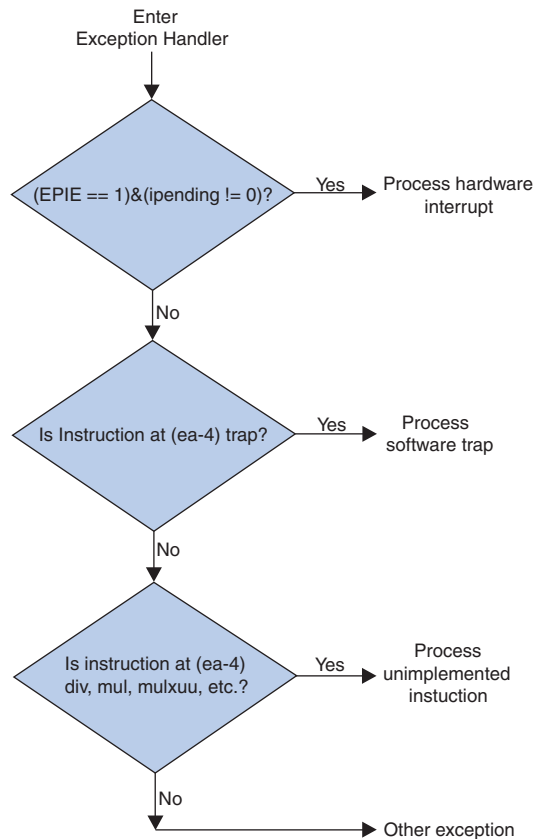 Enter
Exception Handler
(EPIE == 1)&(ipending != 0)?
Yes
Process hardware
interrupt
No
Is Instruction at (ea-4) trap?
Yes
Process
software trap
No
Is instruction at (ea-4)
div, mul, mulxuu, etc.?
Yes
Process
unimplemented
instuction
No
Other exception